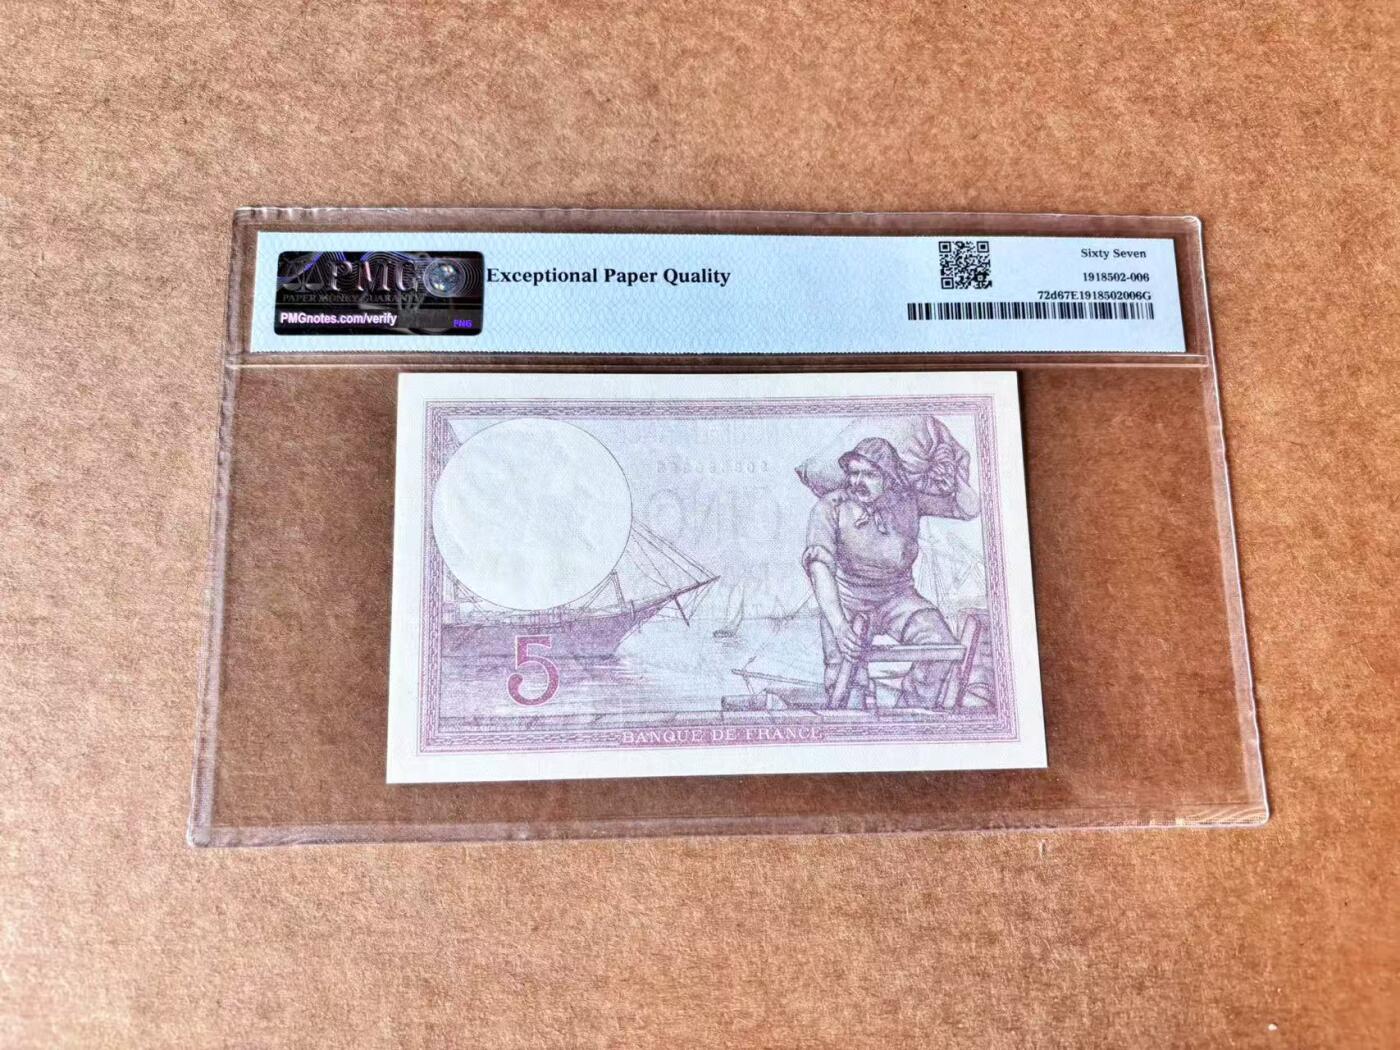 PMG
PAPER MONEY GUARANTY
PMGnotes.com/verify
PNG
Exceptional Paper Quality
Sixty Seven
1918502-006
72d67E1918502006G
5
BANQUE DE FRANCE